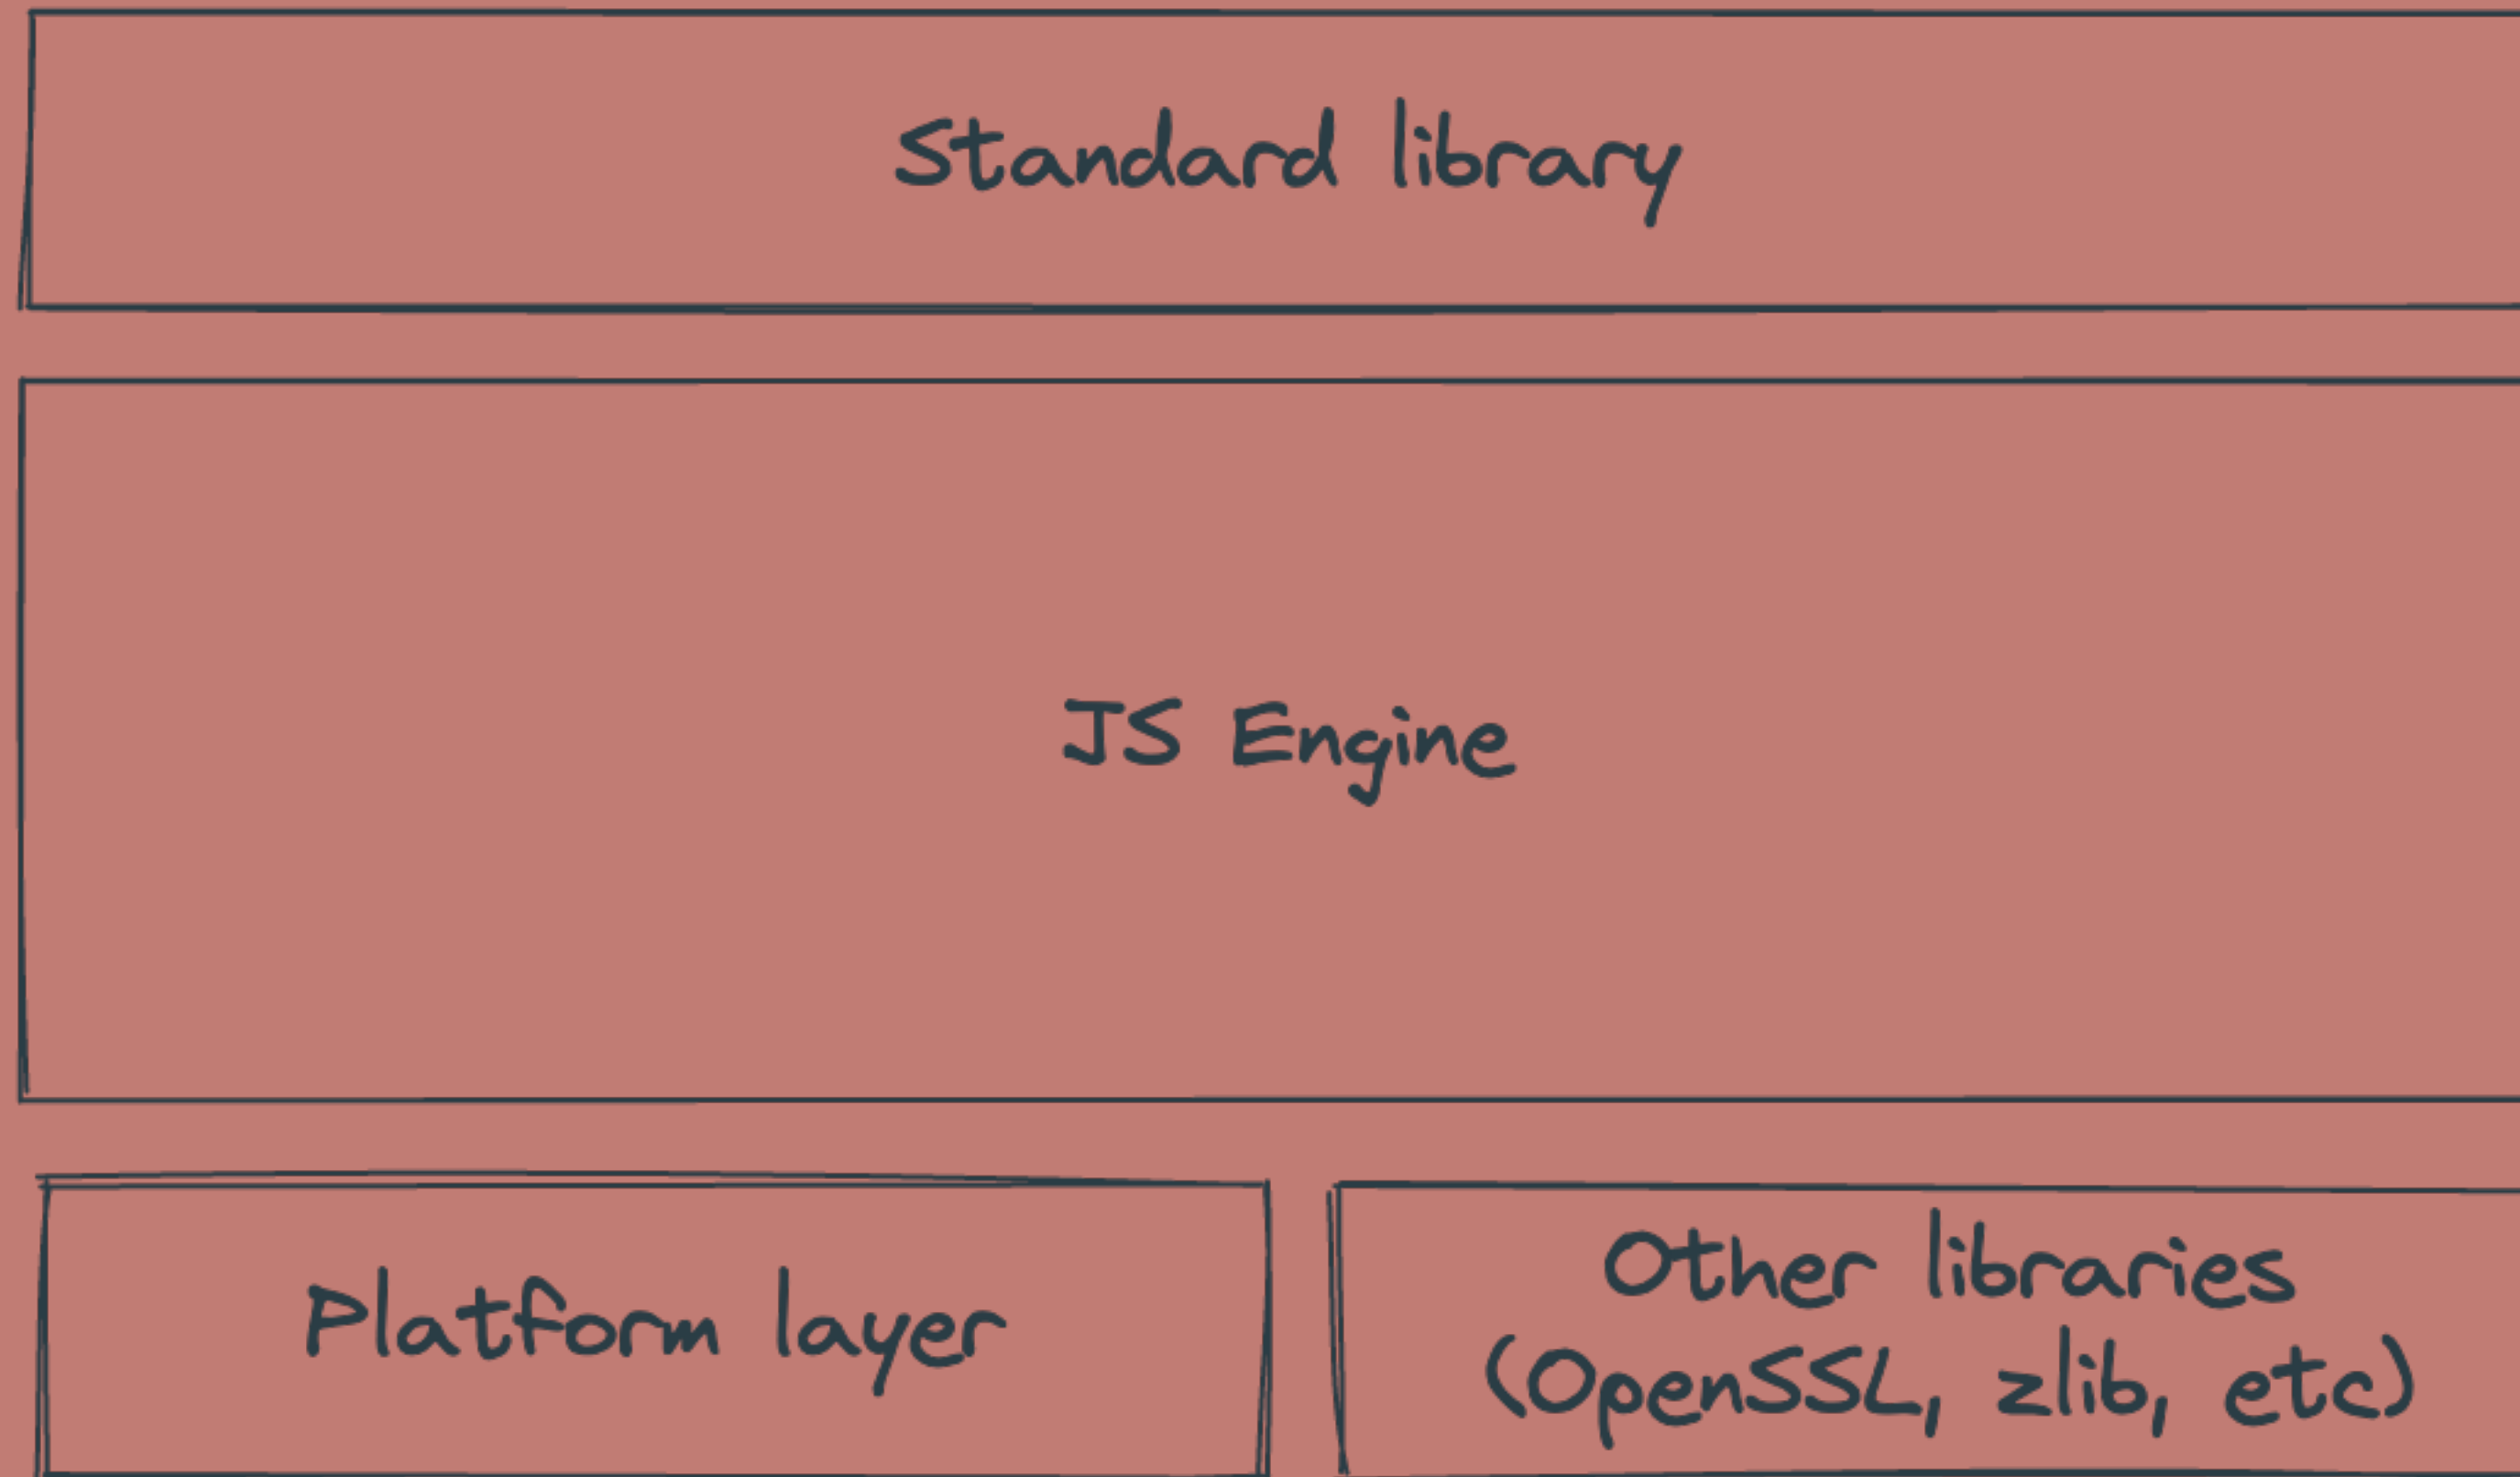 Standard library
JS Engine
Platform layer
Other libraries
(OpenSSL, zlib, etc)